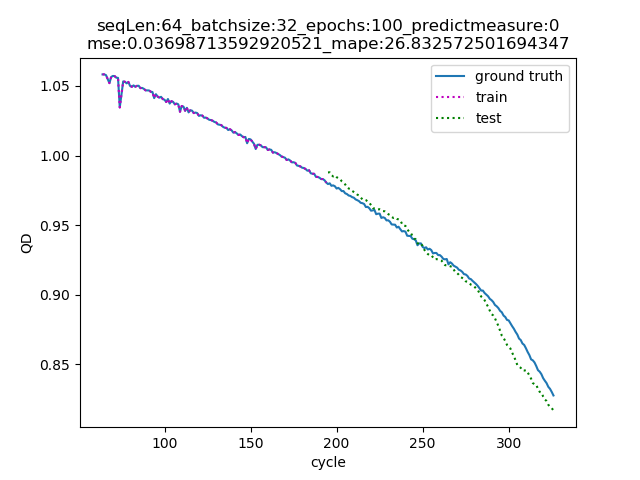 seqLen:64_batchsize:32_epochs:100_predictmeasure:0
mse:0.03698713592920521_mape:26.832572501694347
ground truth
train
test
1.05
1.00
0.95
0.90
0.85
QD
100
150
200
250
300
cycle